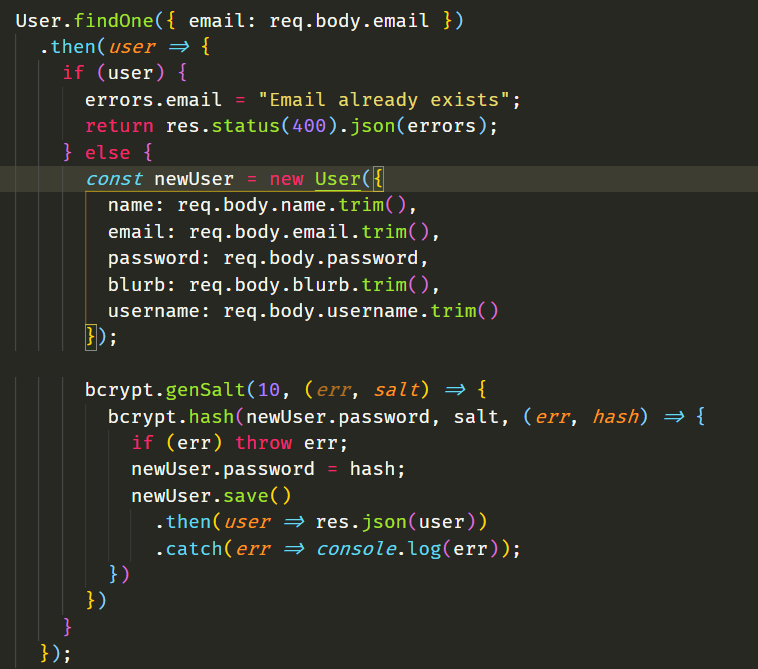 User.findOne({ email: req.body.email })
  .then(user => {
    if (user) {
      errors.email = "Email already exists";
      return res.status(400).json(errors);
    } else {
      const newUser = new User({
        name: req.body.name.trim(),
        email: req.body.email.trim(),
        password: req.body.password,
        blurb: req.body.blurb.trim(),
        username: req.body.username.trim()
      });

      bcrypt.genSalt(10, (err, salt) => {
        bcrypt.hash(newUser.password, salt, (err, hash) => {
          if (err) throw err;
          newUser.password = hash;
          newUser.save()
            .then(user => res.json(user))
            .catch(err => console.log(err));
        })
      })
    }
  });